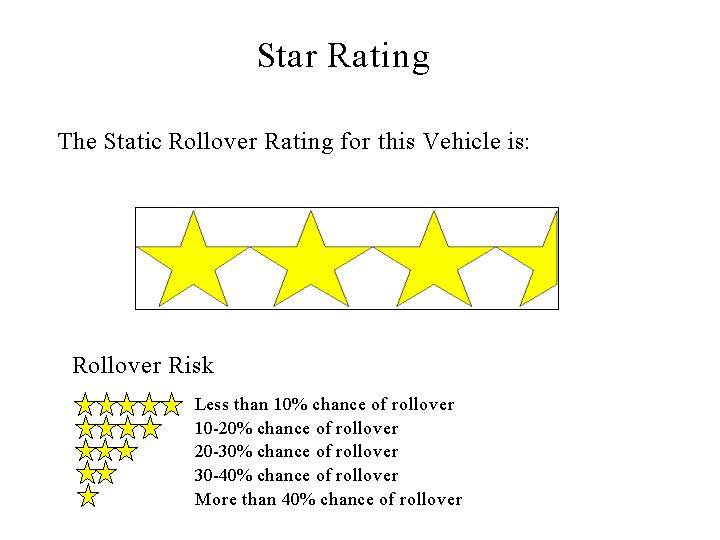 Star Rating
The Static Rollover Rating for this Vehicle is:
Rollover Risk
Less than 10% chance of rollover
10-20% chance of rollover
20-30% chance of rollover
30-40% chance of rollover
More than 40% chance of rollover